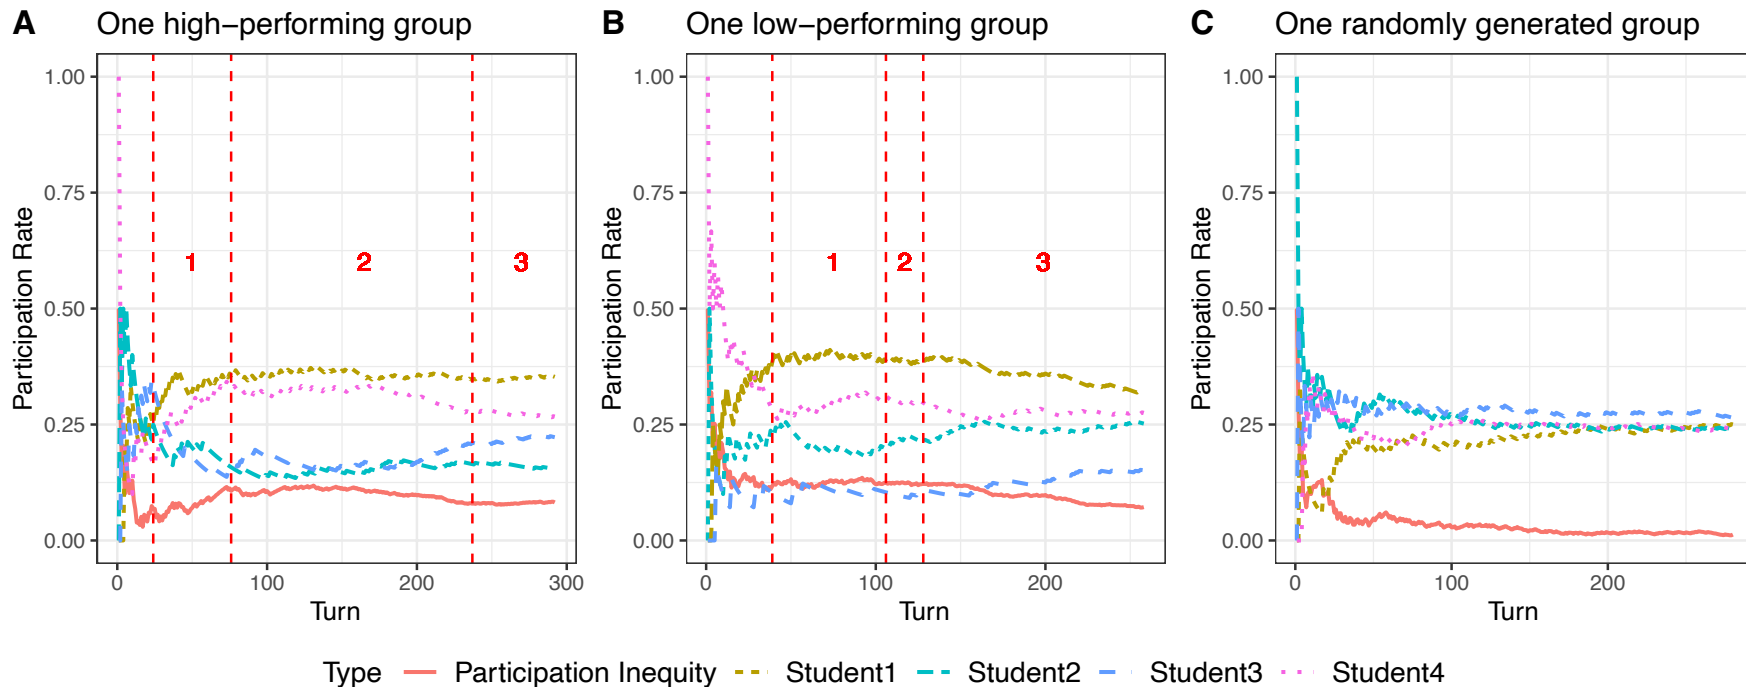 A One high–performing group
1.00
0.75
0.50
0.25
0.00
Participation Rate
1 2 3
0 100 200 300
Turn
B One low–performing group
1.00
0.75
0.50
0.25
0.00
Participation Rate
1 2 3
0 100 200
Turn
C One randomly generated group
1.00
0.75
0.50
0.25
0.00
Participation Rate
0 100 200
Turn
Type Participation Inequity Student1 Student2 Student3 Student4